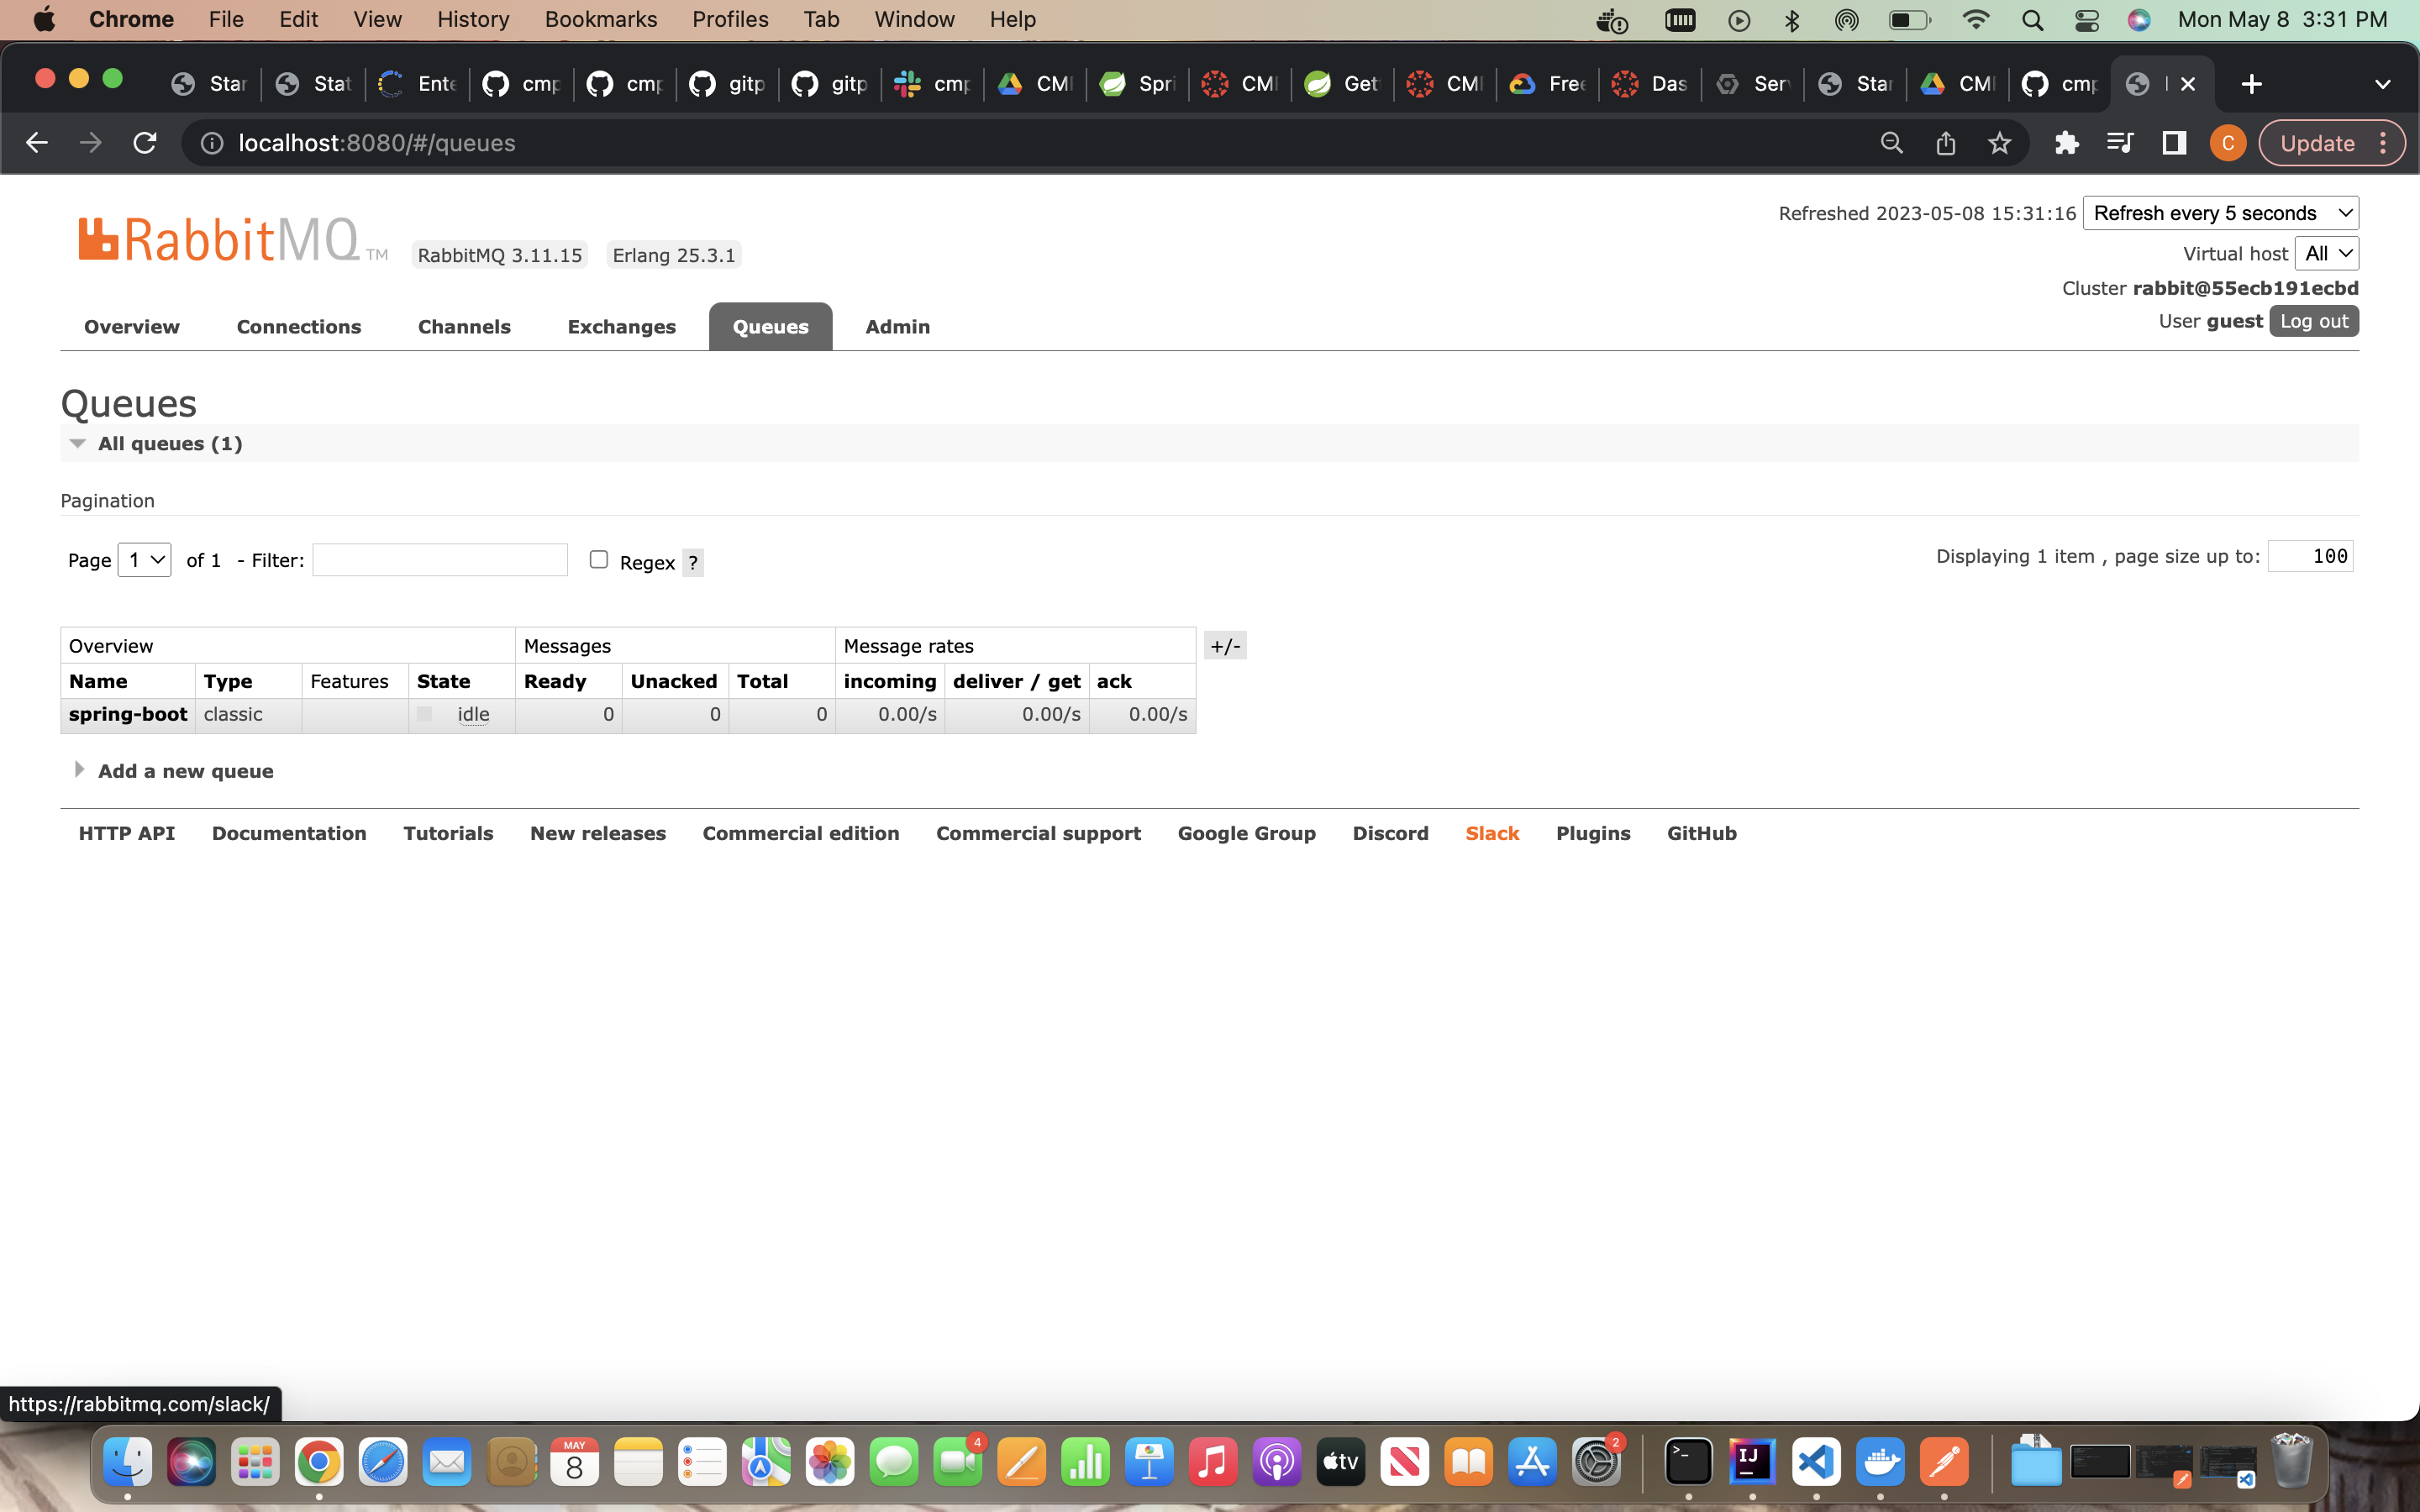 Chrome File Edit View History Bookmarks Profiles Tab Window Help Mon May 8 3:31 PM
Star Stat Ente cmp cmp gitp gitp cmp CMI Spri CMI Get CMI Free Das Serv Star CMI cmp
localhost:8080/#/queues C Update
RabbitMQ TM RabbitMQ 3.11.15 Erlang 25.3.1
Refreshed 2023-05-08 15:31:16 Refresh every 5 seconds
Virtual host All
Cluster rabbit@55ecb191ecbd
User guest Log out
Overview Connections Channels Exchanges Queues Admin
Queues
All queues (1)
Pagination
Page 1 of 1 - Filter: Regex ? Displaying 1 item , page size up to: 100
Overview Messages Message rates +/-
Name Type Features State Ready Unacked Total incoming deliver / get ack
spring-boot classic idle 0 0 0 0.00/s 0.00/s 0.00/s
Add a new queue
HTTP API Documentation Tutorials New releases Commercial edition Commercial support Google Group Discord Slack Plugins GitHub
https://rabbitmq.com/slack/
MAY
8
4
tv
2
IJ